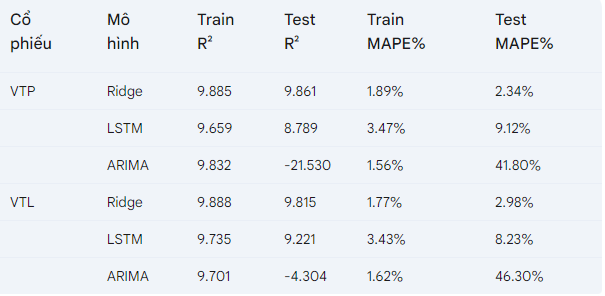 Cổ phiếu	Mô hình	Train R²	Test R²	Train MAPE%	Test MAPE%
VTP	Ridge	9.885	9.861	1.89%	2.34%
LSTM	9.659	8.789	3.47%	9.12%
ARIMA	9.832	-21.530	1.56%	41.80%
VTL	Ridge	9.888	9.815	1.77%	2.98%
LSTM	9.735	9.221	3.43%	8.23%
ARIMA	9.701	-4.304	1.62%	46.30%